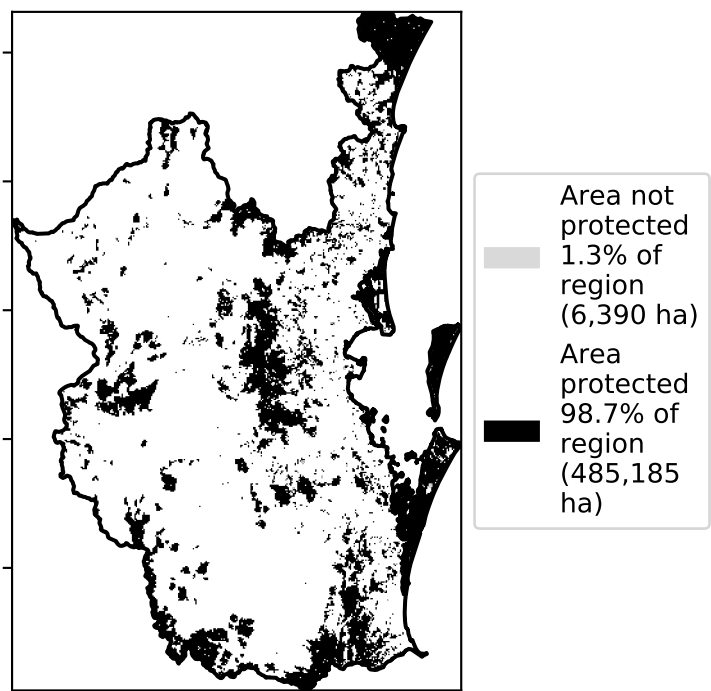 Area not
protected
1.3% of
region
(6,390 ha)
Area
protected
98.7% of
region
(485,185
ha)